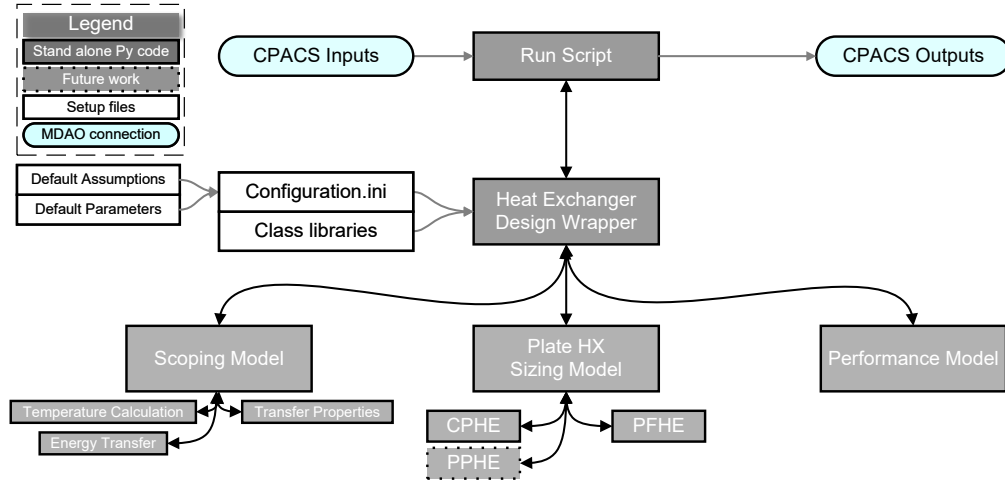 Legend
Stand alone Py code
Future work
Setup files
MDAO connection
CPACS Inputs
Run Script
CPACS Outputs
Default Assumptions
Default Parameters
Configuration.ini
Class libraries
Heat Exchanger
Design Wrapper
Scoping Model
Plate HX
Sizing Model
Performance Model
Temperature Calculation
Transfer Properties
Energy Transfer
CPHE
PFHE
PPHE